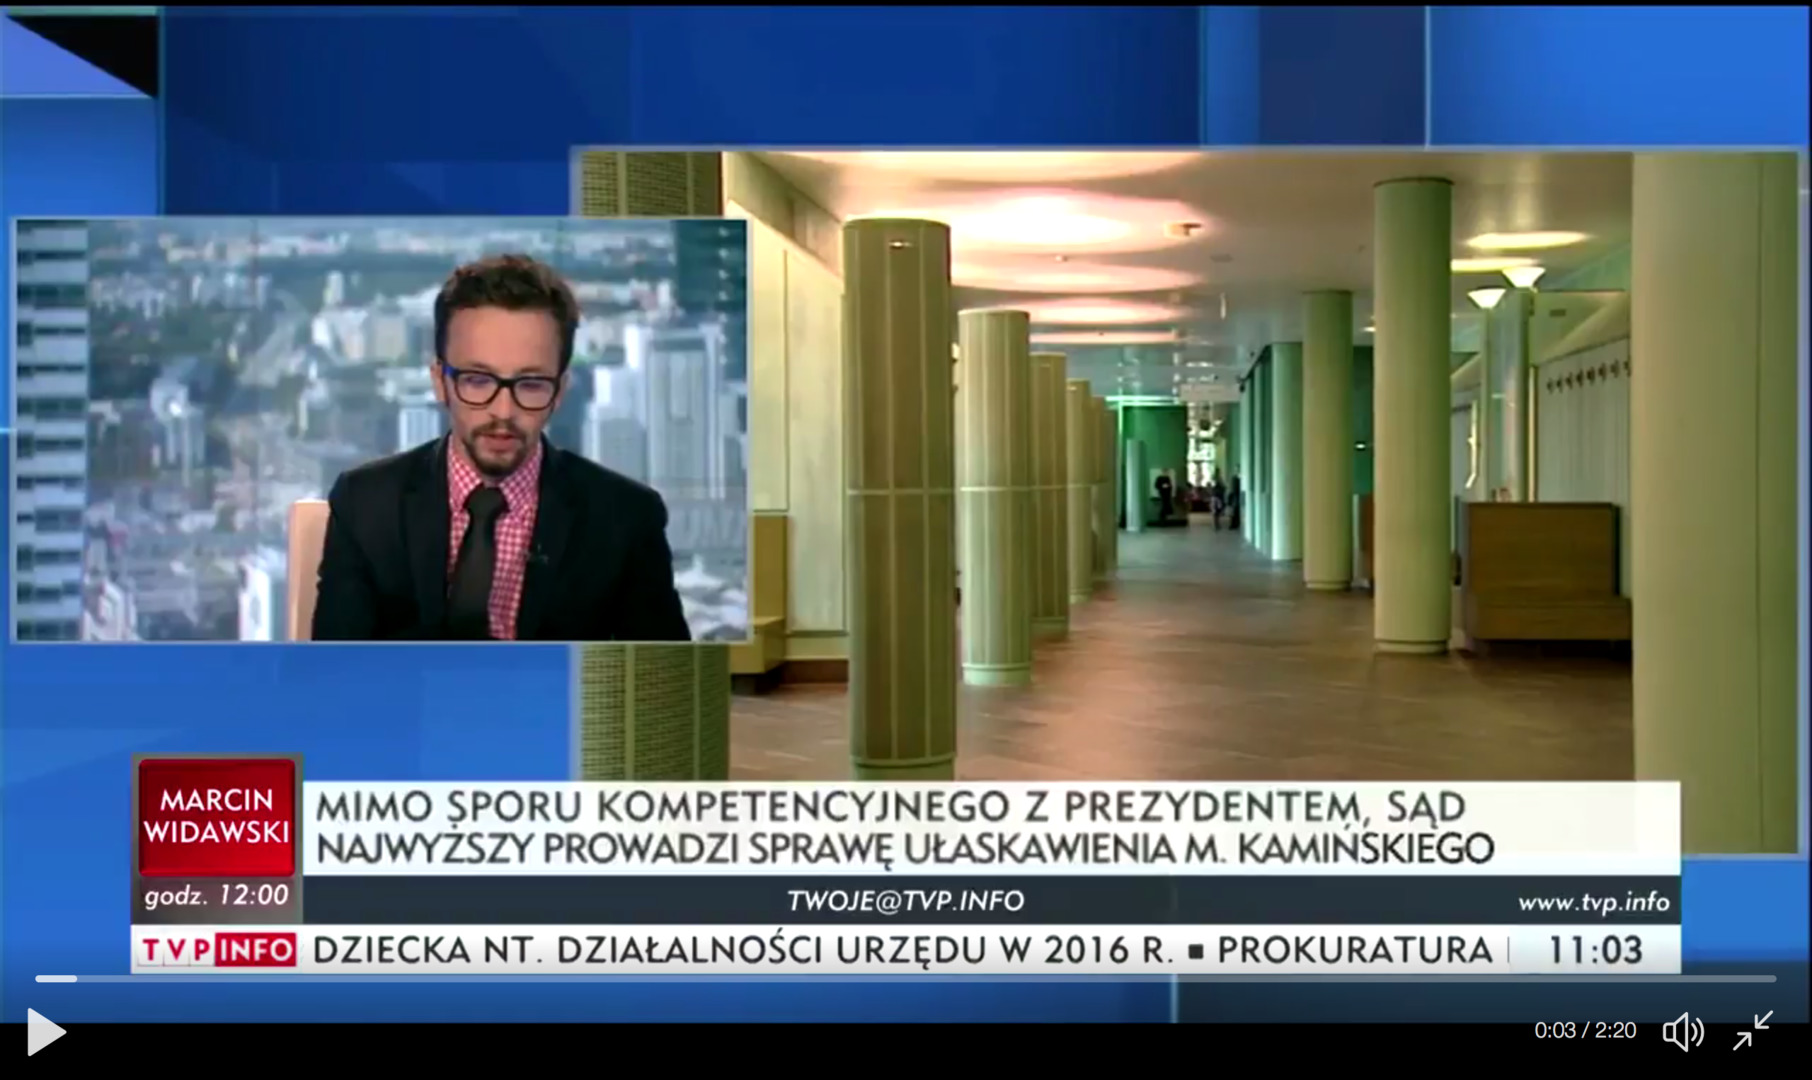 MARCIN
WIDAWSKI
godz. 12:00
MIMO SPORU KOMPETENCYJNEGO Z PREZYDENTEM, SĄD
NAJWYŻSZY PROWADZI SPRAWĘ UŁASKAWIENIA M. KAMIŃSKIEGO
TWOJE@TVP.INFO
www.tvp.info
TVP INFO
DZIECKA NT. DZIAŁALNOŚCI URZĘDU W 2016 R. ■ PROKURATURA
11:03
0:03 / 2:20